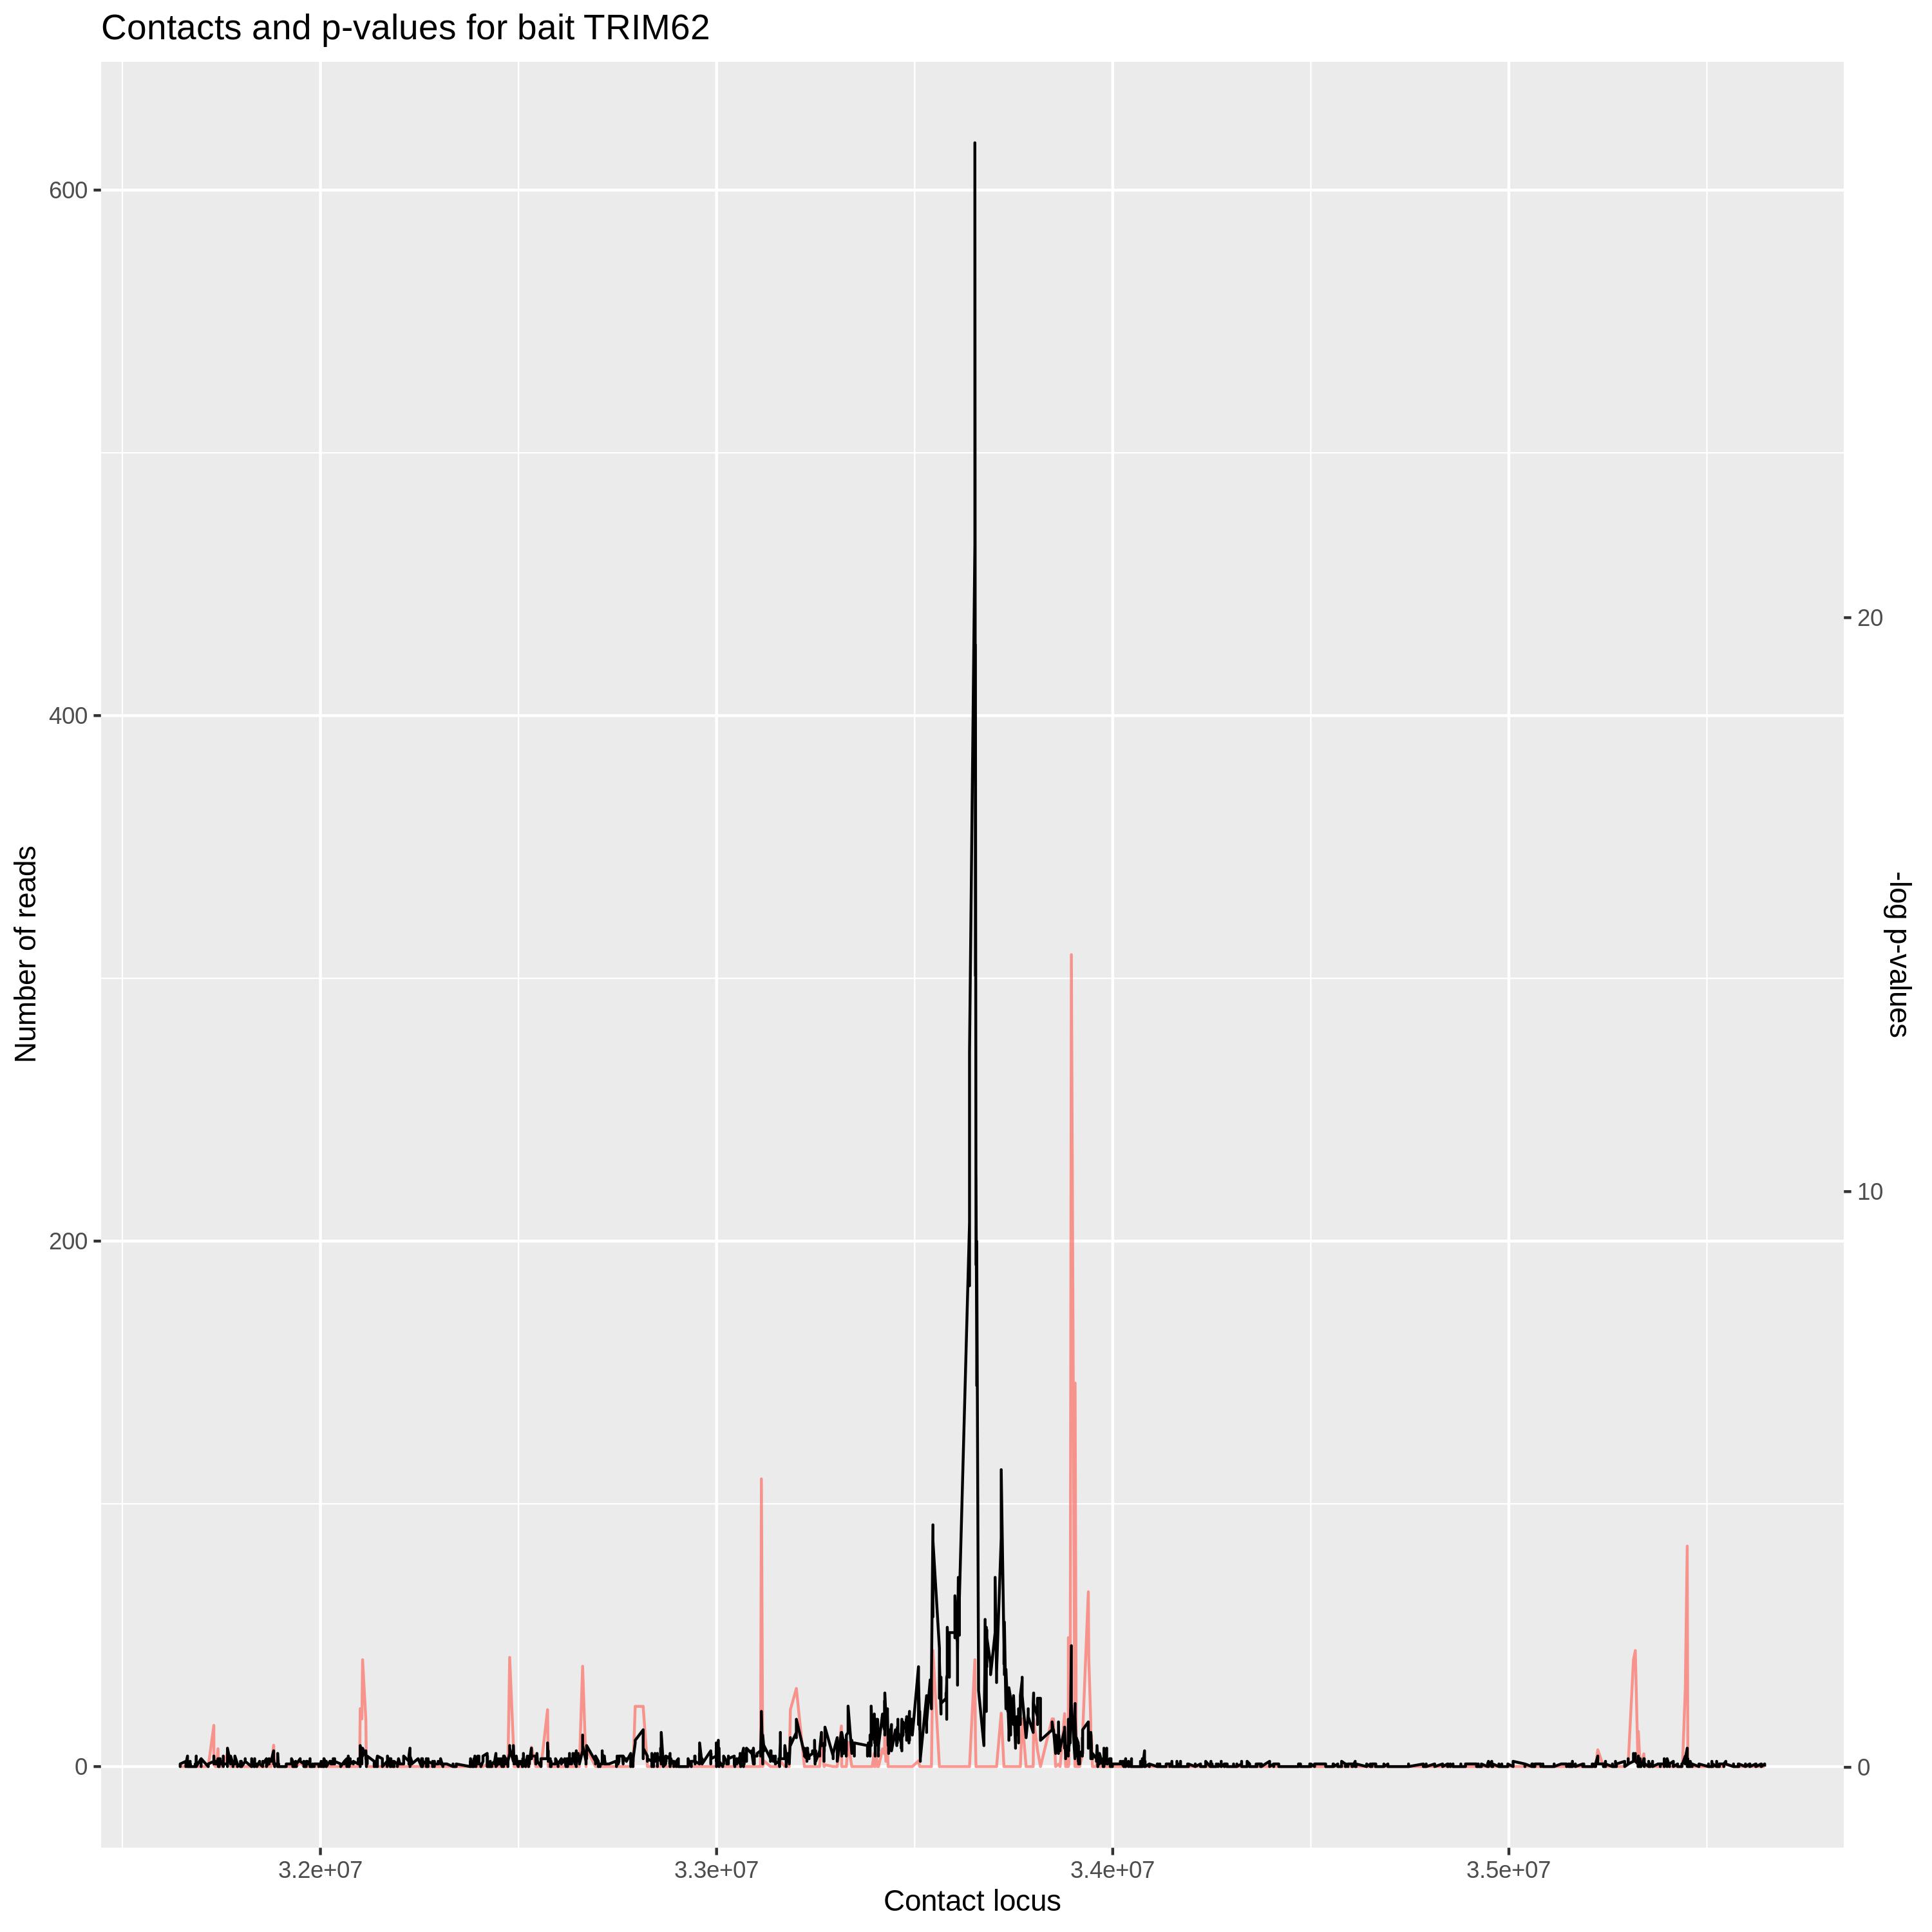 Contacts and p-values for bait TRIM62
600
400
200
0
Number of reads
20
10
0
-log p-values
3.2e+07
3.3e+07
3.4e+07
3.5e+07
Contact locus